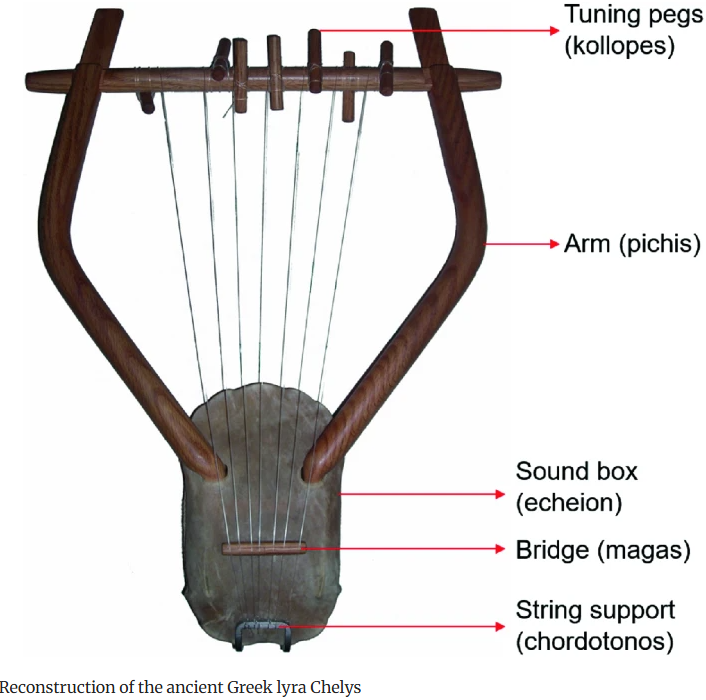 Tuning pegs
(kollopes)
Arm (pichis)
Sound box
(echeion)
Bridge (magas)
String support
(chordotonos)
Reconstruction of the ancient Greek lyra Chelys